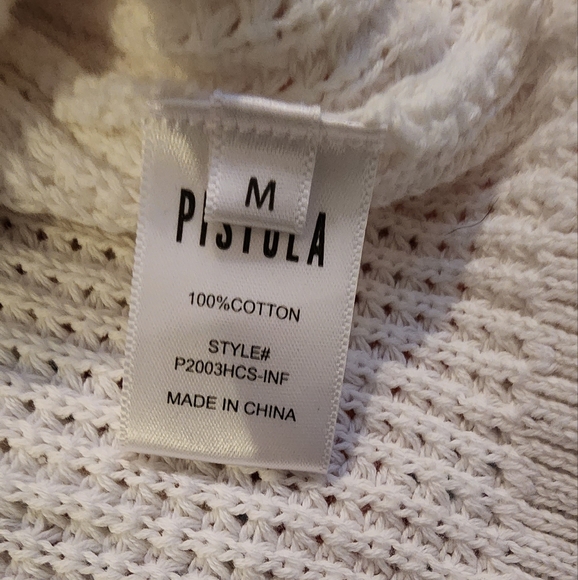 M
PISTOLA
100%COTTON
STYLE#
P2003HCS-INF
MADE IN CHINA